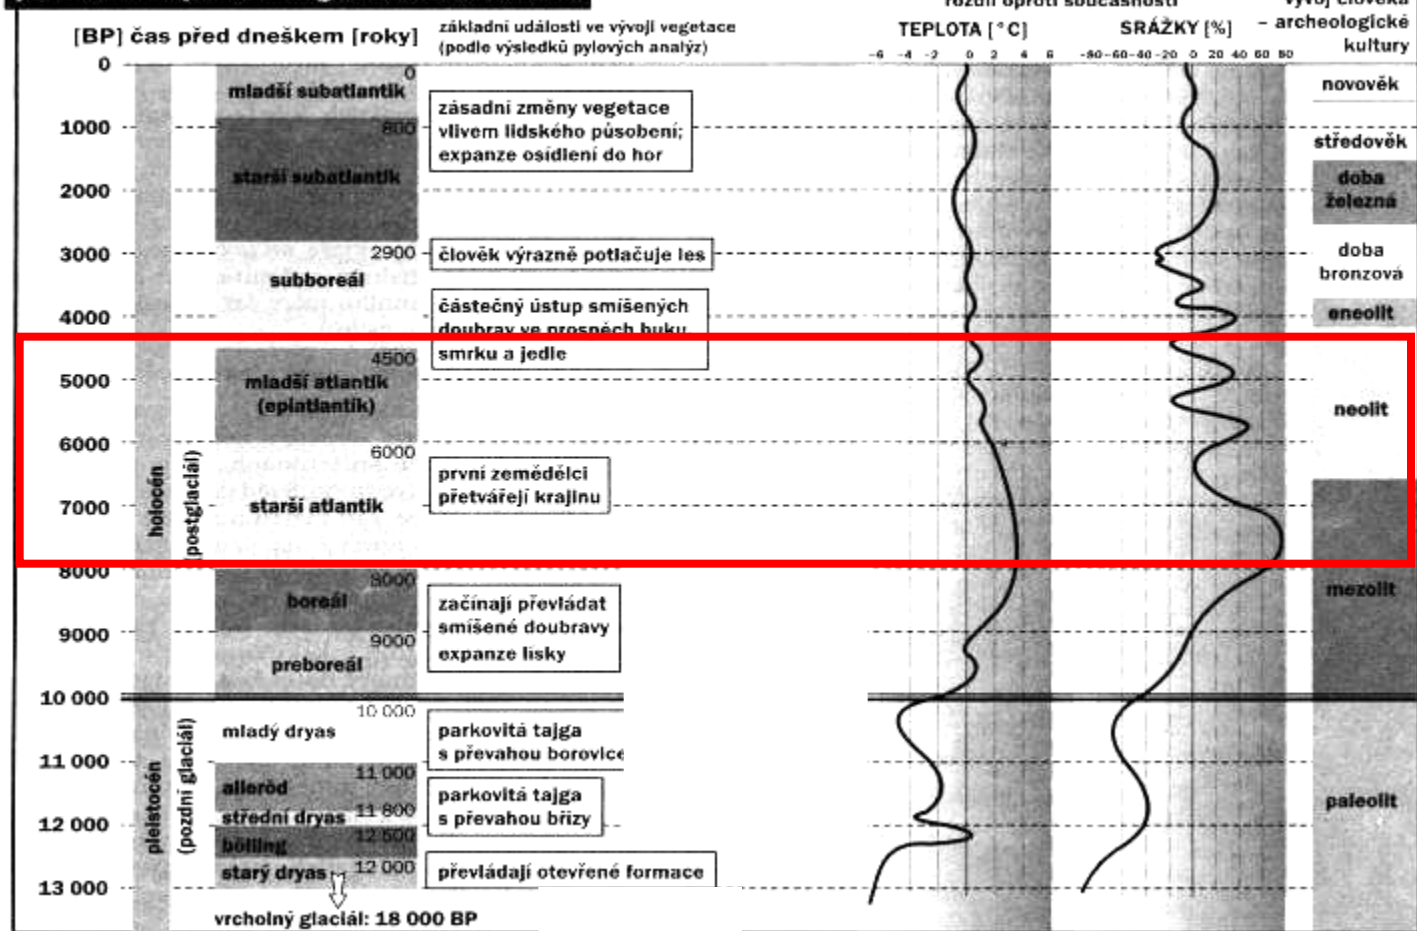 [BP] čas před dneškem [roky]
základní události ve vývoji vegetace
(podle výsledků pylových analýz)
TEPLOTA [°C]
-6 -4 -2 0 2 4 6
SRÁŽKY [%]
-80 -60 -40 -20 0 20 40 60 80
– archeologické
kultury
0
1000
2000
3000
4000
5000
6000
7000
8000
9000
10 000
11 000
12 000
13 000
holocén
(postglaciál)
pleistocén
(pozdní glaciál)
0
mladší subatlantik
800
starší subatlantik
2900
subboreál
4500
mladší atlantik
(epiatlantik)
6000
starší atlantik
8000
boreál
9000
preboreál
10 000
mladý dryas
11 000
alleröd
střední dryas 11 800
bölling
starý dryas 12 000
vrcholný glaciál: 18 000 BP
zásadní změny vegetace
vlivem lidského působení;
expanze osídlení do hor
člověk výrazně potlačuje les
částečný ústup smíšených
doubrav ve prospěch buku,
smrku a jedle
první zemědělci
přetvářejí krajinu
začínají převládat
smíšené doubravy
expanze lísky
parkovitá tajga
s převahou borovice
parkovitá tajga
s převahou břízy
převládají otevřené formace
novověk
středověk
doba
železná
doba
bronzová
eneolit
neolit
mezolit
paleolit